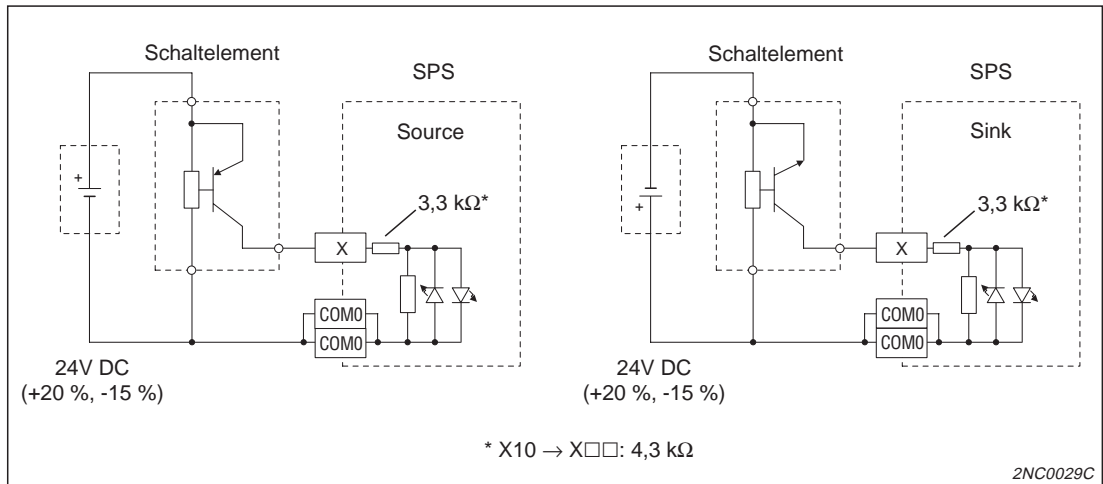 Schaltelement
SPS
Source
+
3,3 kΩ*
X
COM0
COM0
24V DC
(+20 %, -15 %)
Schaltelement
SPS
Sink
+
3,3 kΩ*
X
COM0
COM0
24V DC
(+20 %, -15 %)
* X10 → X□□: 4,3 kΩ
2NC0029C